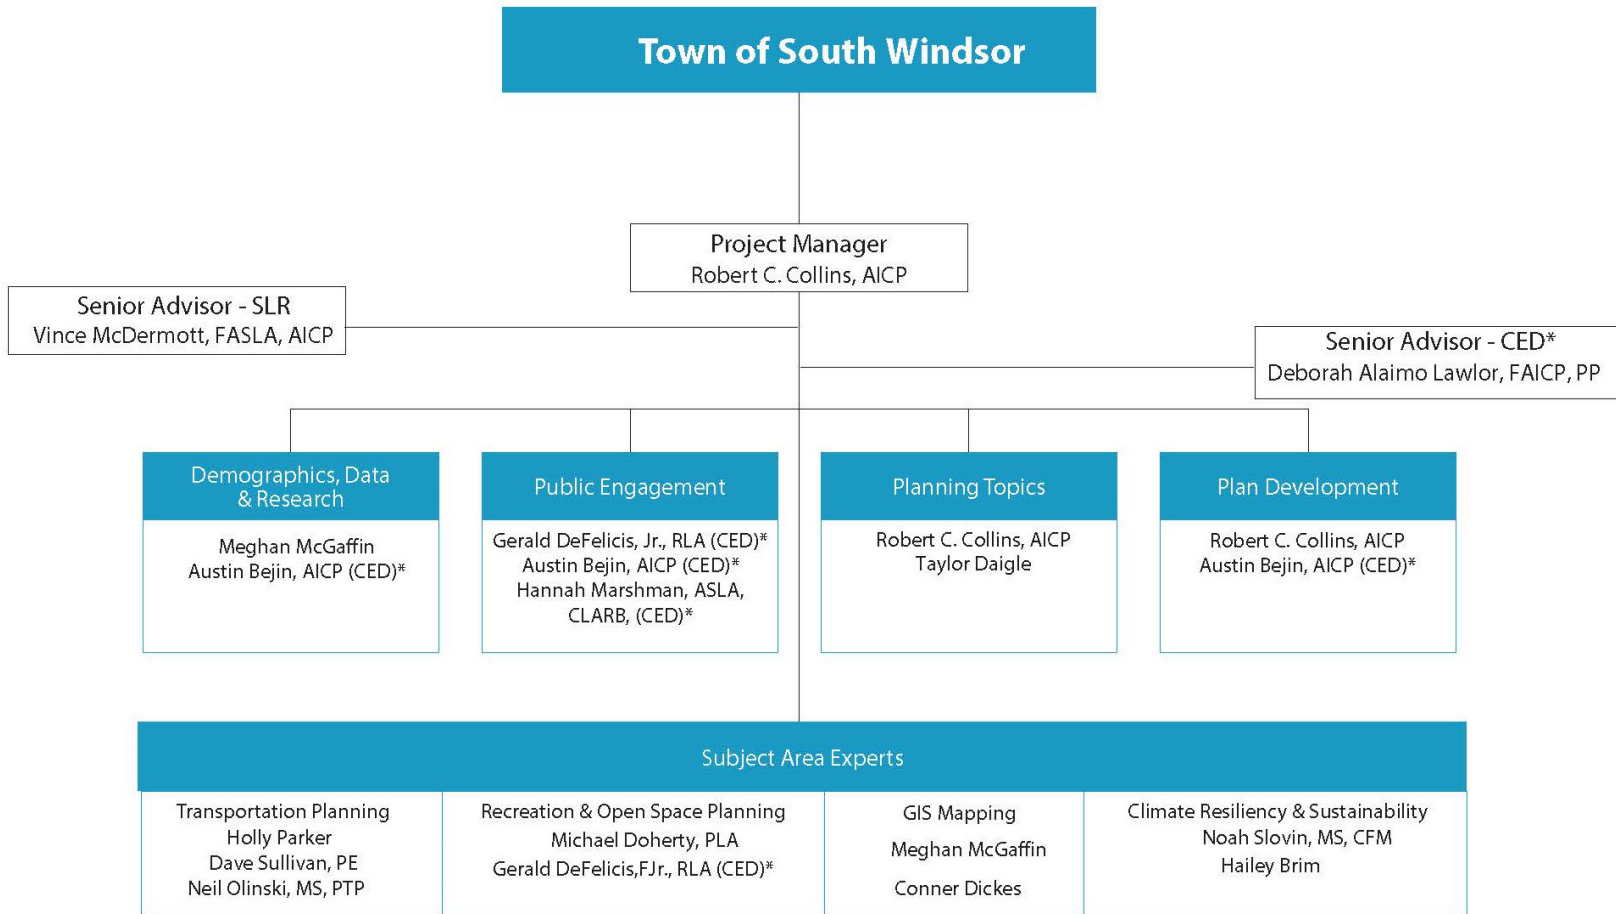 Town of South Windsor
Project Manager
Robert C. Collins, AICP
Senior Advisor - SLR
Vince McDermott, FASLA, AICP
Senior Advisor - CED*
Deborah Alaimo Lawlor, FAICP, PP
Demographics, Data
& Research
Meghan McGaffin
Austin Bejin, AICP (CED)*
Public Engagement
Gerald DeFelicis, Jr., RLA (CED)*
Austin Bejin, AICP (CED)*
Hannah Marshman, ASLA,
CLARB, (CED)*
Planning Topics
Robert C. Collins, AICP
Taylor Daigle
Plan Development
Robert C. Collins, AICP
Austin Bejin, AICP (CED)*
Subject Area Experts
Transportation Planning
Holly Parker
Dave Sullivan, PE
Neil Olinski, MS, PTP
Recreation & Open Space Planning
Michael Doherty, PLA
Gerald DeFelicis,FJr., RLA (CED)*
GIS Mapping
Meghan McGaffin
Conner Dickes
Climate Resiliency & Sustainability
Noah Slovin, MS, CFM
Hailey Brim